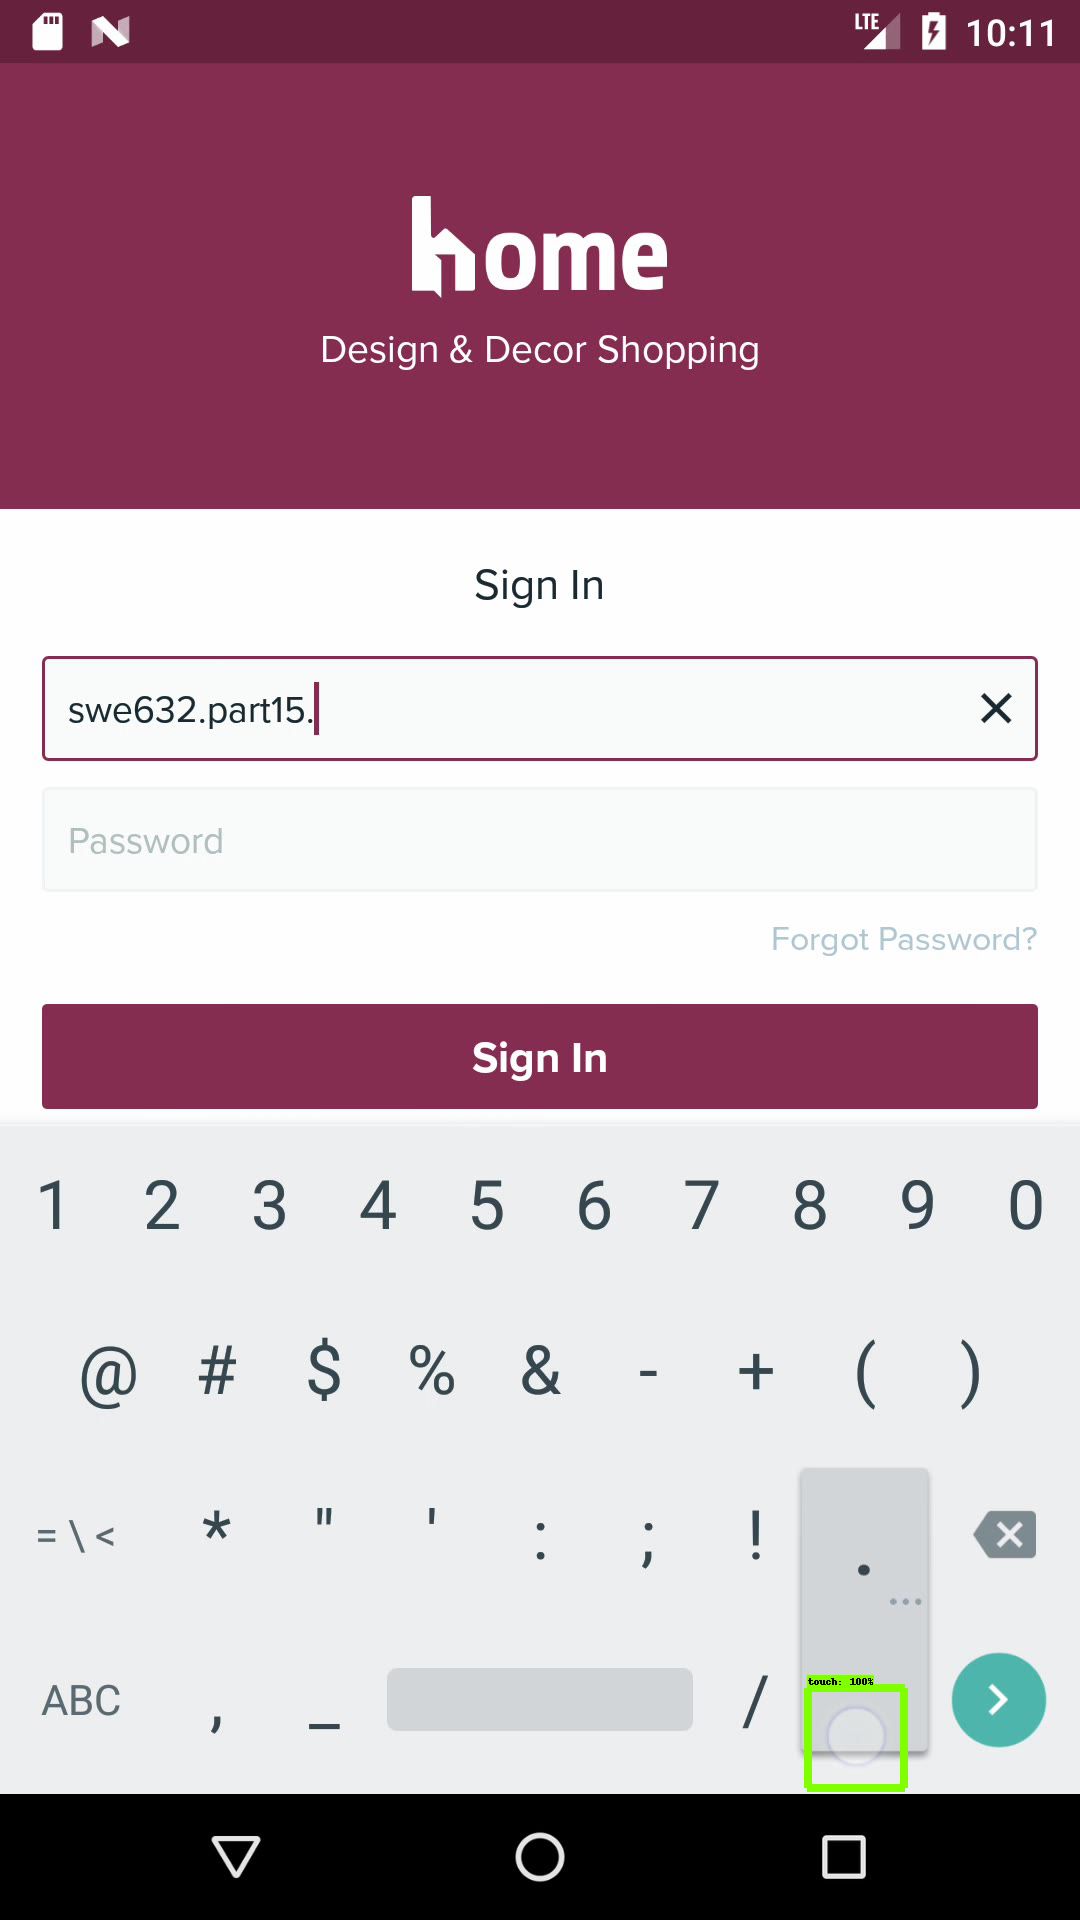 LTE 10:11
home
Design & Decor Shopping
Sign In
swe632.part15.
Password
Forgot Password?
Sign In
1 2 3 4 5 6 7 8 9 0
@ # $ % & - + ( )
= \ < * " ' : ; ! . ...
touch: 100%
ABC , _ /